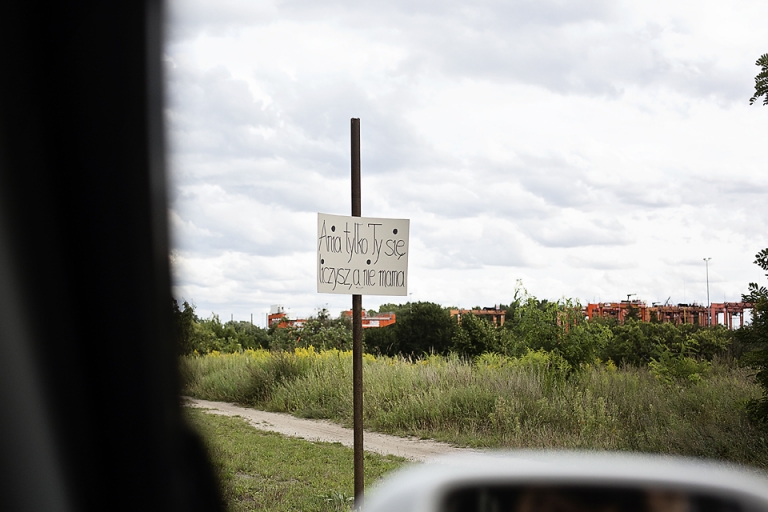 Ania tylko Ty się
liczysz, a nie mama